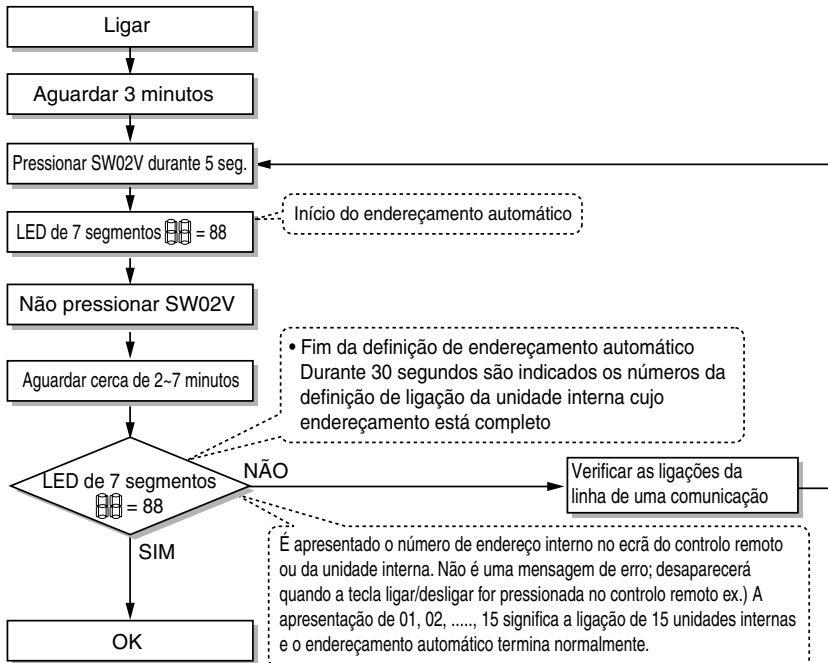 Ligar
Aguardar 3 minutos
Pressionar SW02V durante 5 seg.
LED de 7 segmentos 88 = 88
Início do endereçamento automático
Não pressionar SW02V
Aguardar cerca de 2~7 minutos
• Fim da definição de endereçamento automático
Durante 30 segundos são indicados os números da
definição de ligação da unidade interna cujo
endereçamento está completo
LED de 7 segmentos
88 = 88
NÃO
Verificar as ligações da
linha de uma comunicação
SIM
É apresentado o número de endereço interno no ecrã do controlo remoto
ou da unidade interna. Não é uma mensagem de erro; desaparecerá
quando a tecla ligar/desligar for pressionada no controlo remoto ex.) A
apresentação de 01, 02, ....., 15 significa a ligação de 15 unidades internas
e o endereçamento automático termina normalmente.
OK